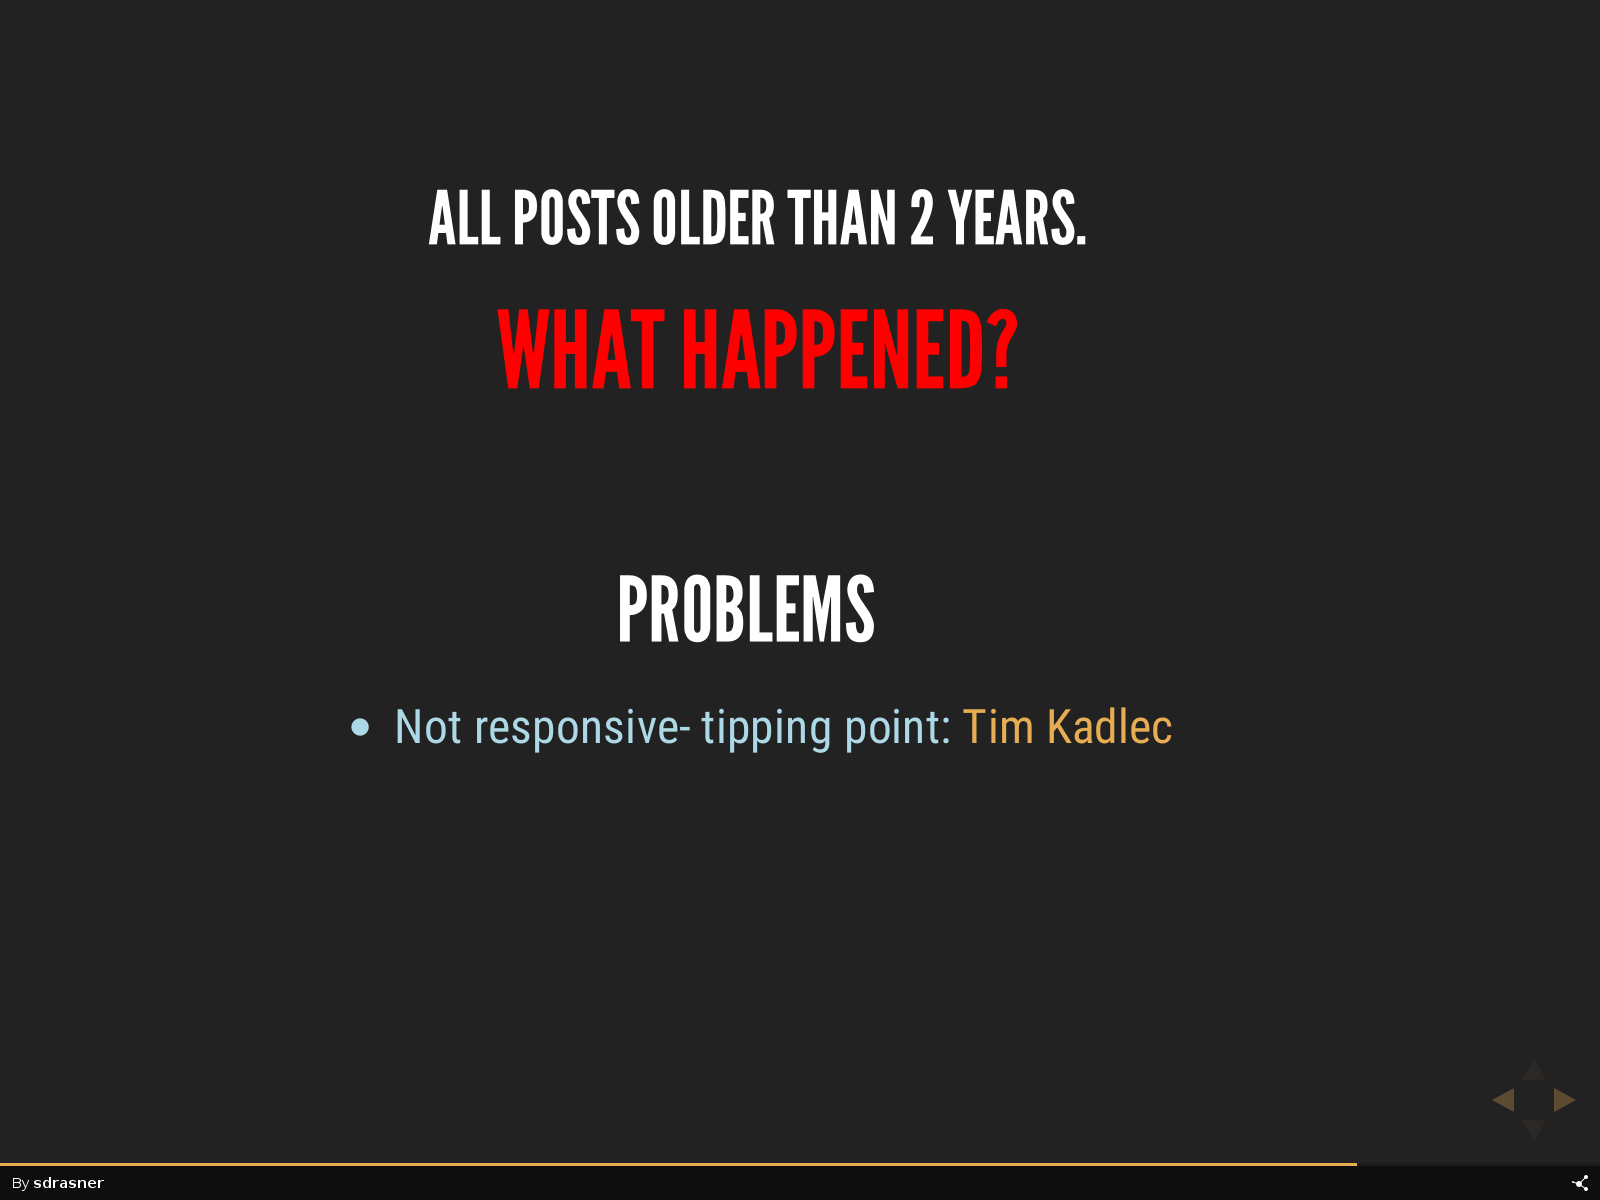 ALL POSTS OLDER THAN 2 YEARS.
WHAT HAPPENED?
PROBLEMS
Not responsive- tipping point: Tim Kadlec
By sdrasner